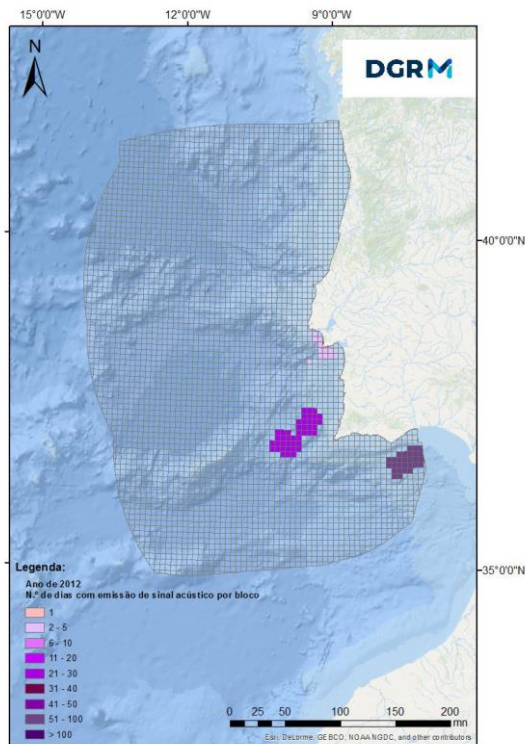 15°0'0"W 12°0'0"W 9°0'0"W
N
DGRM
40°0'0"N
35°0'0"N
Legenda:
Ano de 2012
N.º de dias com emissão de sinal acústico por bloco
1
2 - 5
6 - 10
11 - 20
21 - 30
31 - 40
41 - 50
51 - 100
> 100
0 25 50 100 150 200
mn
Esri, DeLorme, GEBCO, NOAA NGDC, and other contributors